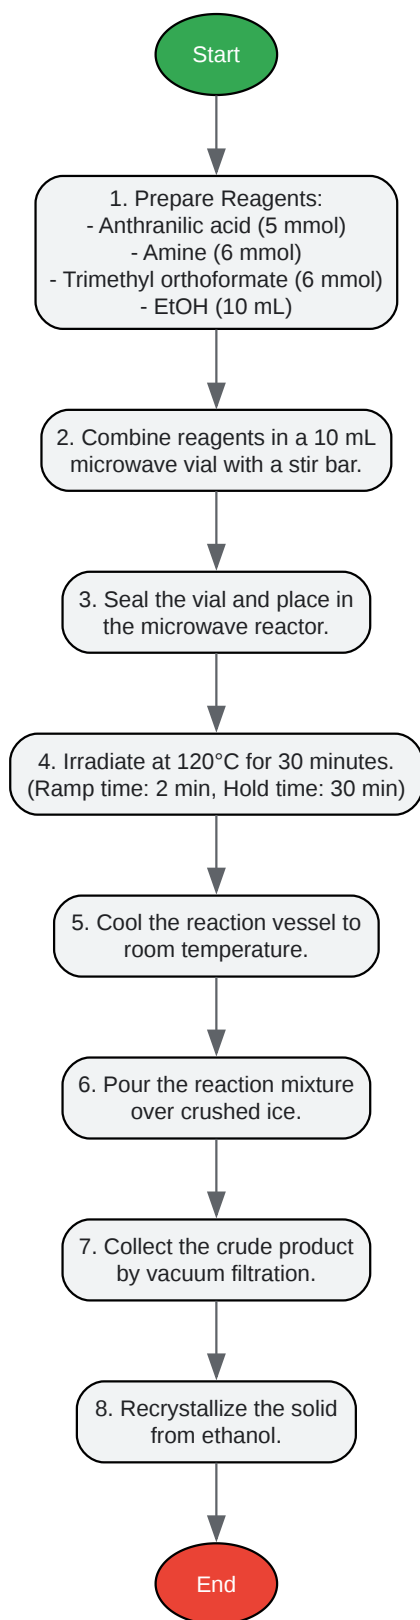 Start
1. Prepare Reagents:
- Anthranilic acid (5 mmol)
- Amine (6 mmol)
- Trimethyl orthoformate (6 mmol)
- EtOH (10 mL)
2. Combine reagents in a 10 mL
microwave vial with a stir bar.
3. Seal the vial and place in
the microwave reactor.
4. Irradiate at 120°C for 30 minutes.
(Ramp time: 2 min, Hold time: 30 min)
5. Cool the reaction vessel to
room temperature.
6. Pour the reaction mixture
over crushed ice.
7. Collect the crude product
by vacuum filtration.
8. Recrystallize the solid
from ethanol.
End